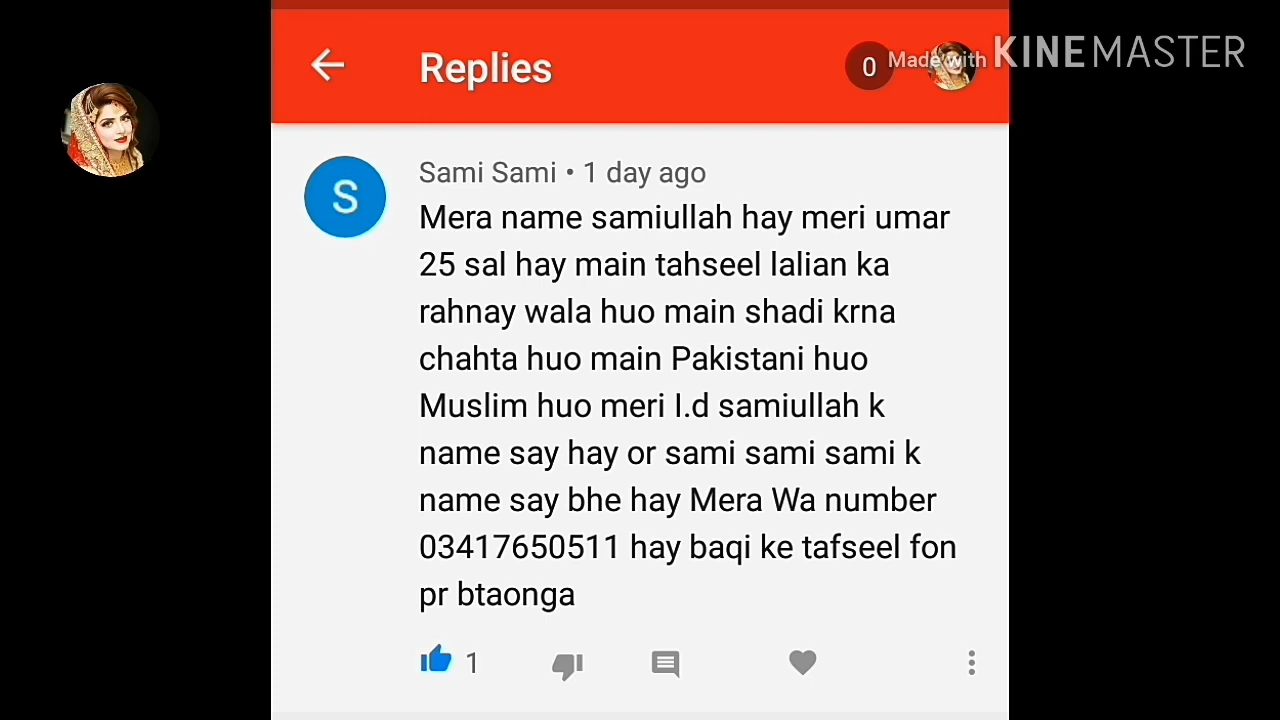 Replies
0
Made with KINEMASTER
S
Sami Sami • 1 day ago
Mera name samiullah hay meri umar
25 sal hay main tahseel lalian ka
rahnay wala huo main shadi krna
chahta huo main Pakistani huo
Muslim huo meri I.d samiullah k
name say hay or sami sami sami k
name say bhe hay Mera Wa number
03417650511 hay baqi ke tafseel fon
pr btaonga
1